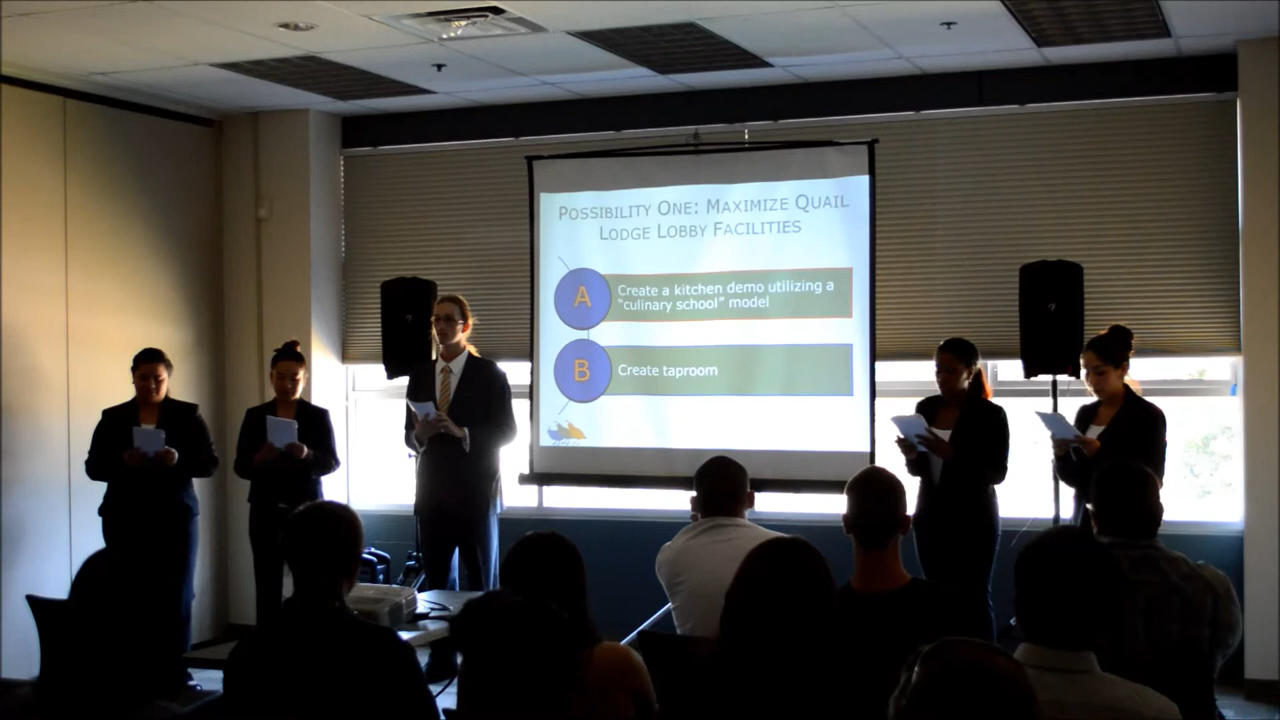 POSSIBILITY ONE: MAXIMIZE QUAIL
LODGE LOBBY FACILITIES
A
Create a kitchen demo utilizing a
"culinary school" model
B
Create taproom